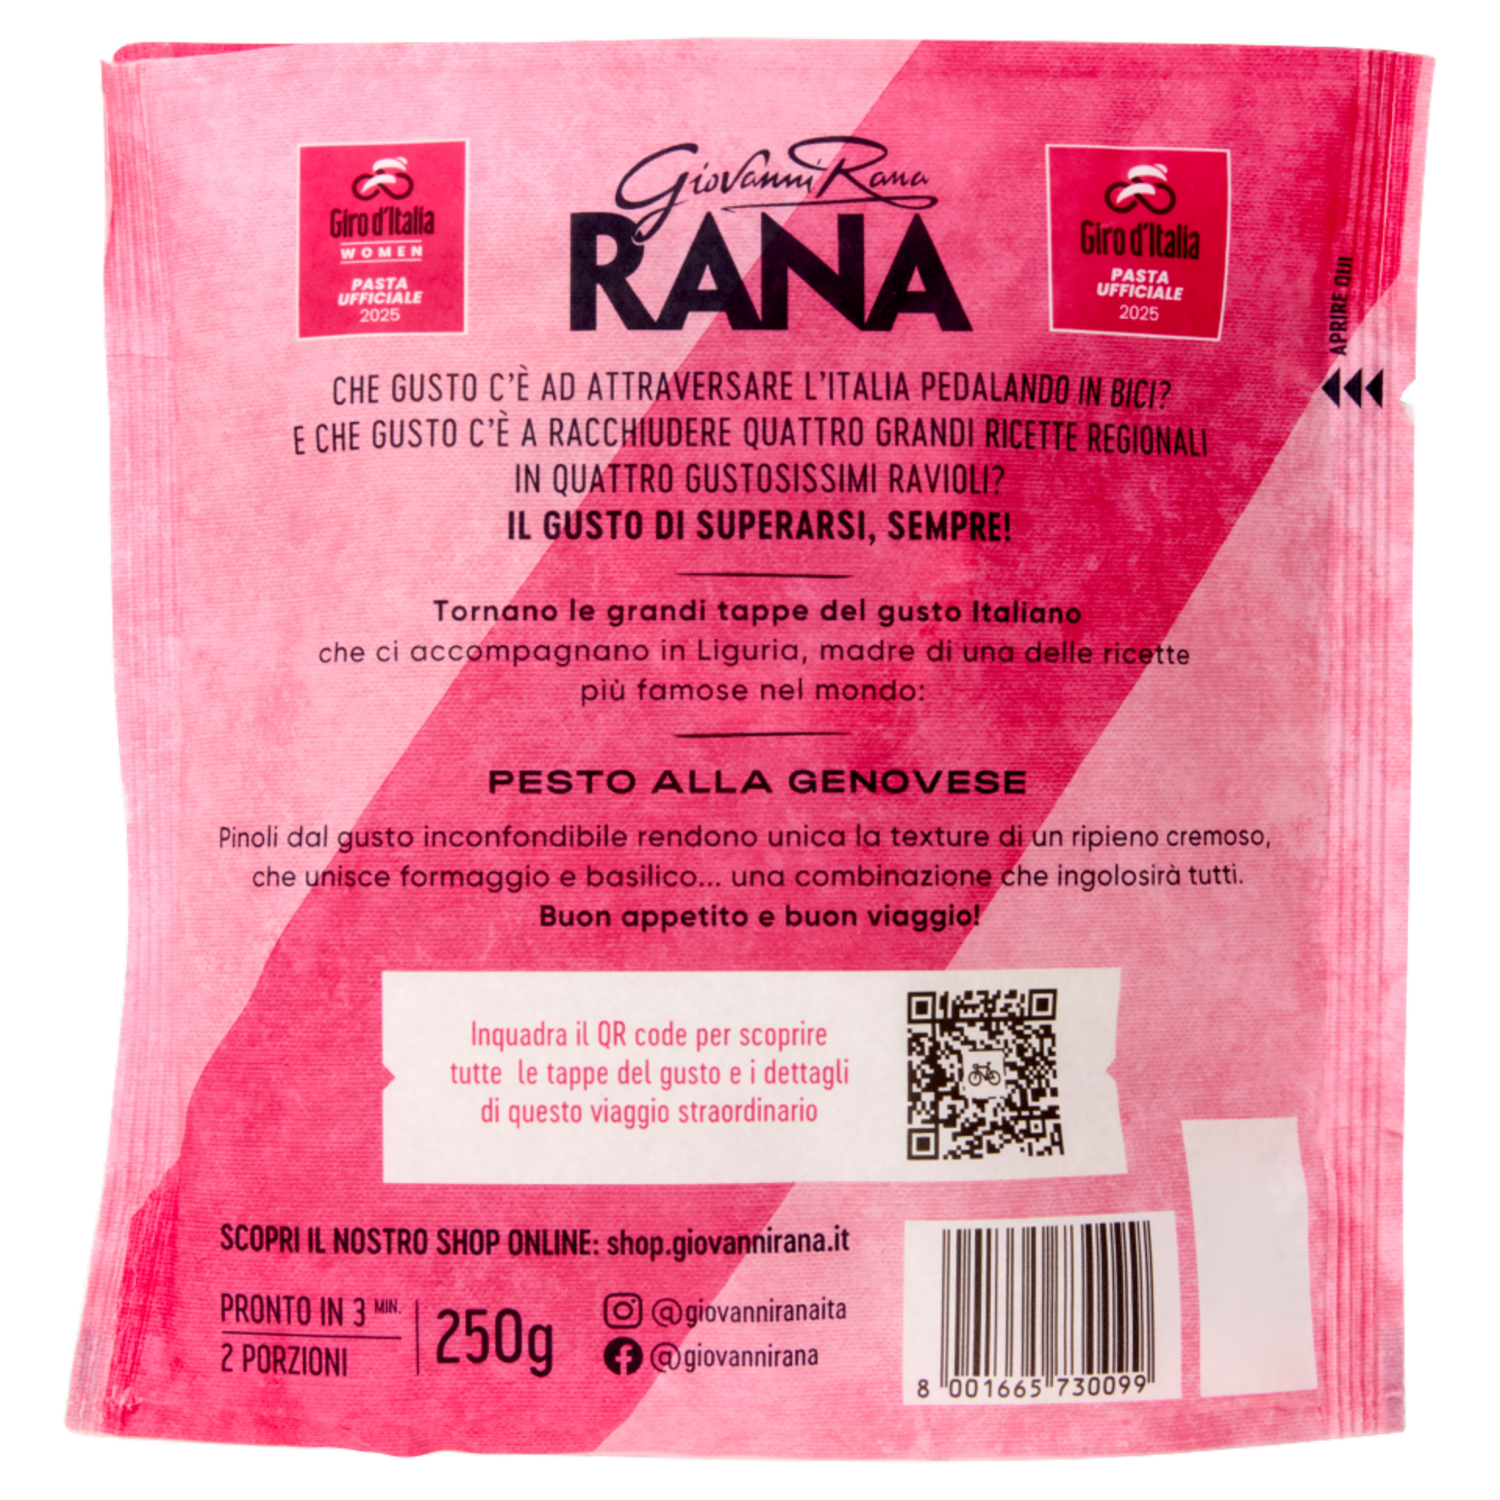 Giro d'Italia
WOMEN
PASTA
UFFICIALE
2025
Giovanni Rana
RANA
Giro d'Italia
PASTA
UFFICIALE
2025
APRIRE QUI
CHE GUSTO C'È AD ATTRAVERSARE L'ITALIA PEDALANDO IN BICI?
E CHE GUSTO C'È A RACCHIUDERE QUATTRO GRANDI RICETTE REGIONALI
IN QUATTRO GUSTOSISSIMI RAVIOLI?
IL GUSTO DI SUPERARSI, SEMPRE!
Tornano le grandi tappe del gusto Italiano
che ci accompagnano in Liguria, madre di una delle ricette
più famose nel mondo:
PESTO ALLA GENOVESE
Pinoli dal gusto inconfondibile rendono unica la texture di un ripieno cremoso,
che unisce formaggio e basilico... una combinazione che ingolosirà tutti.
Buon appetito e buon viaggio!
Inquadra il QR code per scoprire
tutte le tappe del gusto e i dettagli
di questo viaggio straordinario
SCOPRI IL NOSTRO SHOP ONLINE: shop.giovannirana.it
PRONTO IN 3 MIN.
2 PORZIONI
250g
@giovanniranaita
@giovannirana
8 001665 730099